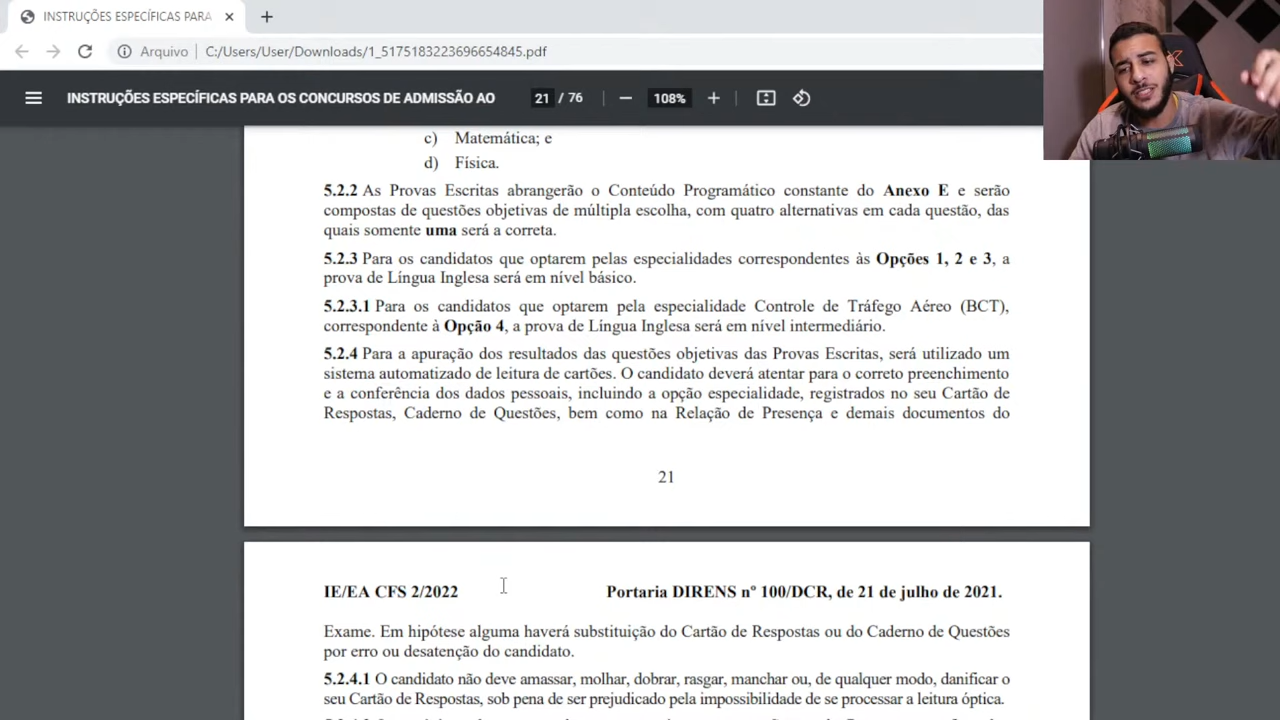 INSTRUÇÕES ESPECÍFICAS PARA
Arquivo C:/Users/User/Downloads/1_5175183223696654845.pdf
INSTRUÇÕES ESPECÍFICAS PARA OS CONCURSOS DE ADMISSÃO AO 21 / 76 108%
c) Matemática; e
d) Física.
5.2.2 As Provas Escritas abrangerão o Conteúdo Programático constante do Anexo E e serão
compostas de questões objetivas de múltipla escolha, com quatro alternativas em cada questão, das
quais somente uma será a correta.
5.2.3 Para os candidatos que optarem pelas especialidades correspondentes às Opções 1, 2 e 3, a
prova de Língua Inglesa será em nível básico.
5.2.3.1 Para os candidatos que optarem pela especialidade Controle de Tráfego Aéreo (BCT),
correspondente à Opção 4, a prova de Língua Inglesa será em nível intermediário.
5.2.4 Para a apuração dos resultados das questões objetivas das Provas Escritas, será utilizado um
sistema automatizado de leitura de cartões. O candidato deverá atentar para o correto preenchimento
e a conferência dos dados pessoais, incluindo a opção especialidade, registrados no seu Cartão de
Respostas, Caderno de Questões, bem como na Relação de Presença e demais documentos do
21
IE/EA CFS 2/2022 Portaria DIRENS nº 100/DCR, de 21 de julho de 2021.
Exame. Em hipótese alguma haverá substituição do Cartão de Respostas ou do Caderno de Questões
por erro ou desatenção do candidato.
5.2.4.1 O candidato não deve amassar, molhar, dobrar, rasgar, manchar ou, de qualquer modo, danificar o
seu Cartão de Respostas, sob pena de ser prejudicado pela impossibilidade de se processar a leitura óptica.